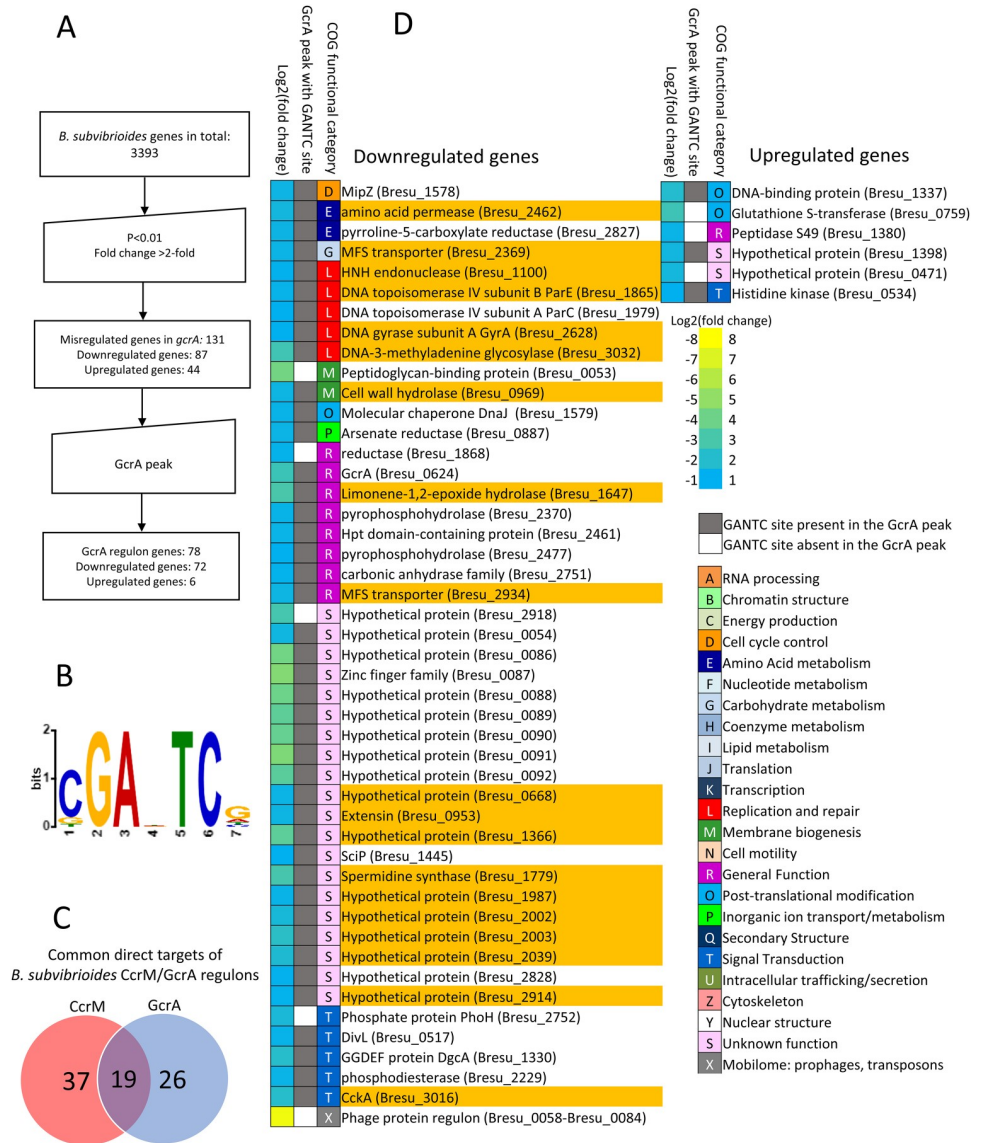 A
B. subvibrioides genes in total:
3393
P<0.01
Fold change >2-fold
Misregulated genes in gcrA: 131
Downregulated genes: 87
Upregulated genes: 44
GcrA peak
GcrA regulon genes: 78
Downregulated genes: 72
Upregulated genes: 6
B
bits
2
1
0
C G A T C G
1 2 3 4 5 6 7
C
Common direct targets of
B. subvibrioides CcrM/GcrA regulons
CcrM GcrA
37 19 26
D
Log2(fold change)
GcrA peak with GANTC site
COG functional category
Downregulated genes
D MipZ (Bresu_1578)
E amino acid permease (Bresu_2462)
E pyrroline-5-carboxylate reductase (Bresu_2827)
G MFS transporter (Bresu_2369)
L HNH endonuclease (Bresu_1100)
L DNA topoisomerase IV subunit B ParE (Bresu_1865)
L DNA topoisomerase IV subunit A ParC (Bresu_1979)
L DNA gyrase subunit A GyrA (Bresu_2628)
L DNA-3-methyladenine glycosylase (Bresu_3032)
M Peptidoglycan-binding protein (Bresu_0053)
M Cell wall hydrolase (Bresu_0969)
O Molecular chaperone DnaJ (Bresu_1579)
P Arsenate reductase (Bresu_0887)
R reductase (Bresu_1868)
R GcrA (Bresu_0624)
R Limonene-1,2-epoxide hydrolase (Bresu_1647)
R pyrophosphohydrolase (Bresu_2370)
R Hpt domain-containing protein (Bresu_2461)
R pyrophosphohydrolase (Bresu_2477)
R carbonic anhydrase family (Bresu_2751)
R MFS transporter (Bresu_2934)
S Hypothetical protein (Bresu_2918)
S Hypothetical protein (Bresu_0054)
S Hypothetical protein (Bresu_0086)
S Zinc finger family (Bresu_0087)
S Hypothetical protein (Bresu_0088)
S Hypothetical protein (Bresu_0089)
S Hypothetical protein (Bresu_0090)
S Hypothetical protein (Bresu_0091)
S Hypothetical protein (Bresu_0092)
S Hypothetical protein (Bresu_0668)
S Extensin (Bresu_0953)
S Hypothetical protein (Bresu_1366)
S SciP (Bresu_1445)
S Spermidine synthase (Bresu_1779)
S Hypothetical protein (Bresu_1987)
S Hypothetical protein (Bresu_2002)
S Hypothetical protein (Bresu_2003)
S Hypothetical protein (Bresu_2039)
S Hypothetical protein (Bresu_2828)
S Hypothetical protein (Bresu_2914)
T Phosphate protein PhoH (Bresu_2752)
T DivL (Bresu_0517)
T GGDEF protein DgcA (Bresu_1330)
T phosphodiesterase (Bresu_2229)
T CckA (Bresu_3016)
X Phage protein regulon (Bresu_0058-Bresu_0084)
Log2(fold change)
GcrA peak with GANTC site
COG functional category
Upregulated genes
O DNA-binding protein (Bresu_1337)
O Glutathione S-transferase (Bresu_0759)
R Peptidase S49 (Bresu_1380)
S Hypothetical protein (Bresu_1398)
S Hypothetical protein (Bresu_0471)
T Histidine kinase (Bresu_0534)
Log2(fold change)
-8 8
-7 7
-6 6
-5 5
-4 4
-3 3
-2 2
-1 1
GANTC site present in the GcrA peak
GANTC site absent in the GcrA peak
A RNA processing
B Chromatin structure
C Energy production
D Cell cycle control
E Amino Acid metabolism
F Nucleotide metabolism
G Carbohydrate metabolism
H Coenzyme metabolism
I Lipid metabolism
J Translation
K Transcription
L Replication and repair
M Membrane biogenesis
N Cell motility
R General Function
O Post-translational modification
P Inorganic ion transport/metabolism
Q Secondary Structure
T Signal Transduction
U Intracellular trafficking/secretion
Z Cytoskeleton
Y Nuclear structure
S Unknown function
X Mobilome: prophages, transposons